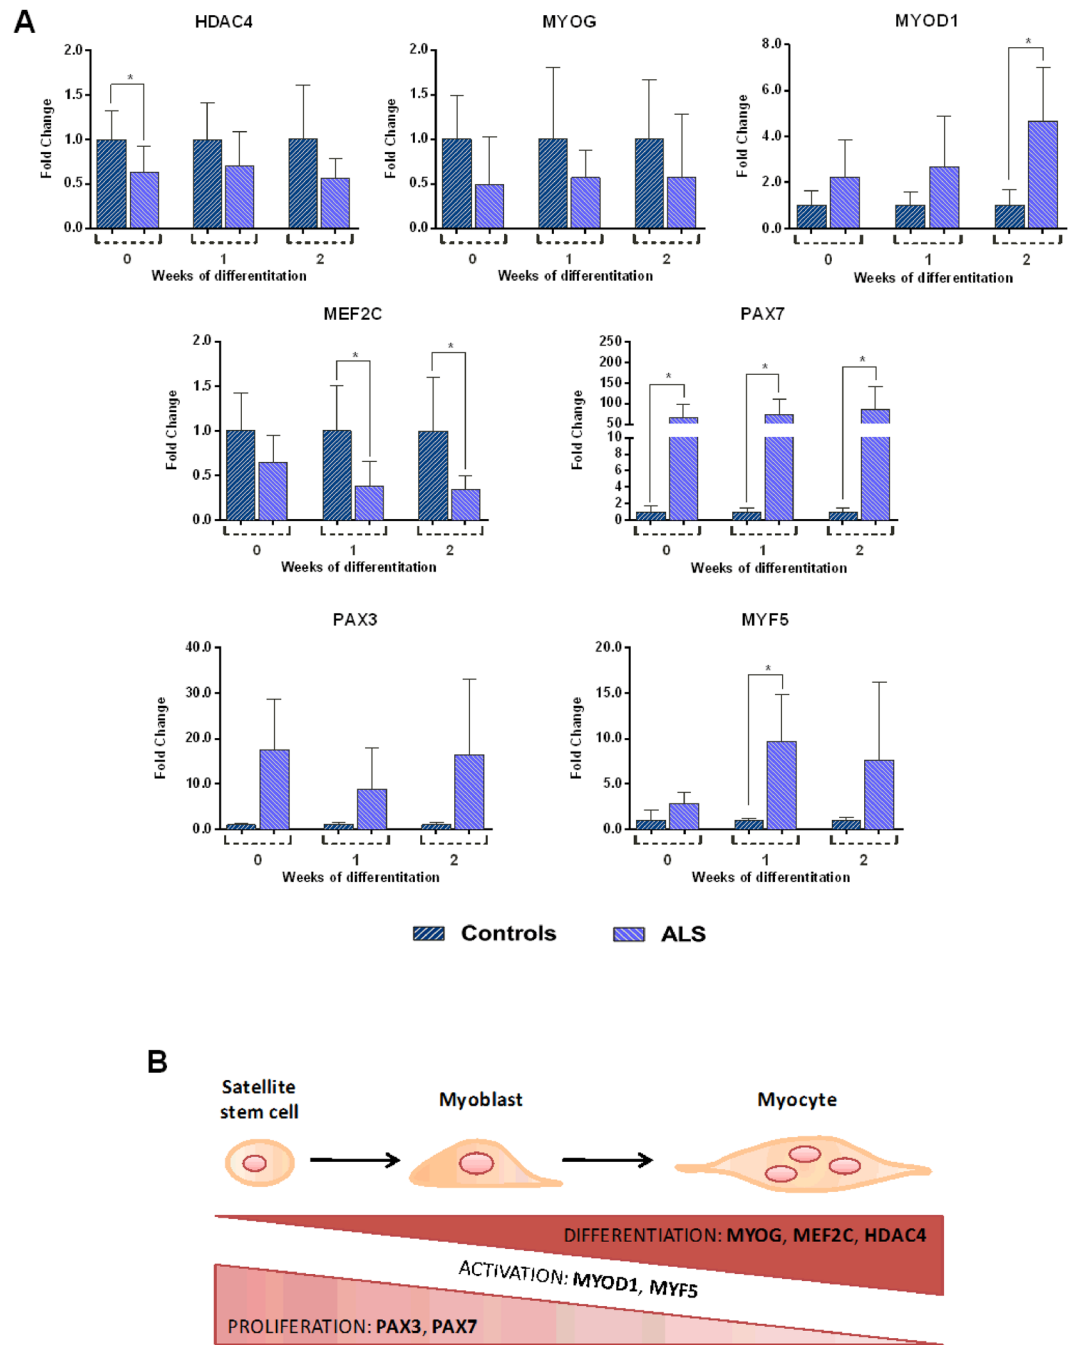 A
HDAC4
Fold Change
2.0
1.5
1.0
0.5
0.0
*
0 1 2
Weeks of differentitation
MYOG
Fold Change
2.0
1.5
1.0
0.5
0.0
0 1 2
Weeks of differentitation
MYOD1
Fold Change
8.0
6.0
4.0
2.0
0.0
*
0 1 2
Weeks of differentitation
MEF2C
Fold Change
2.0
1.5
1.0
0.5
0.0
* *
0 1 2
Weeks of differentitation
PAX7
Fold Change
250
200
150
100
50
10
8
6
4
2
0
* * *
0 1 2
Weeks of differentitation
PAX3
Fold Change
40.0
30.0
20.0
10.0
0.0
0 1 2
Weeks of differentitation
MYF5
Fold Change
20.0
15.0
10.0
5.0
0.0
*
0 1 2
Weeks of differentitation
Controls ALS
B
Satellite
stem cell
Myoblast
Myocyte
DIFFERENTIATION: MYOG, MEF2C, HDAC4
ACTIVATION: MYOD1, MYF5
PROLIFERATION: PAX3, PAX7